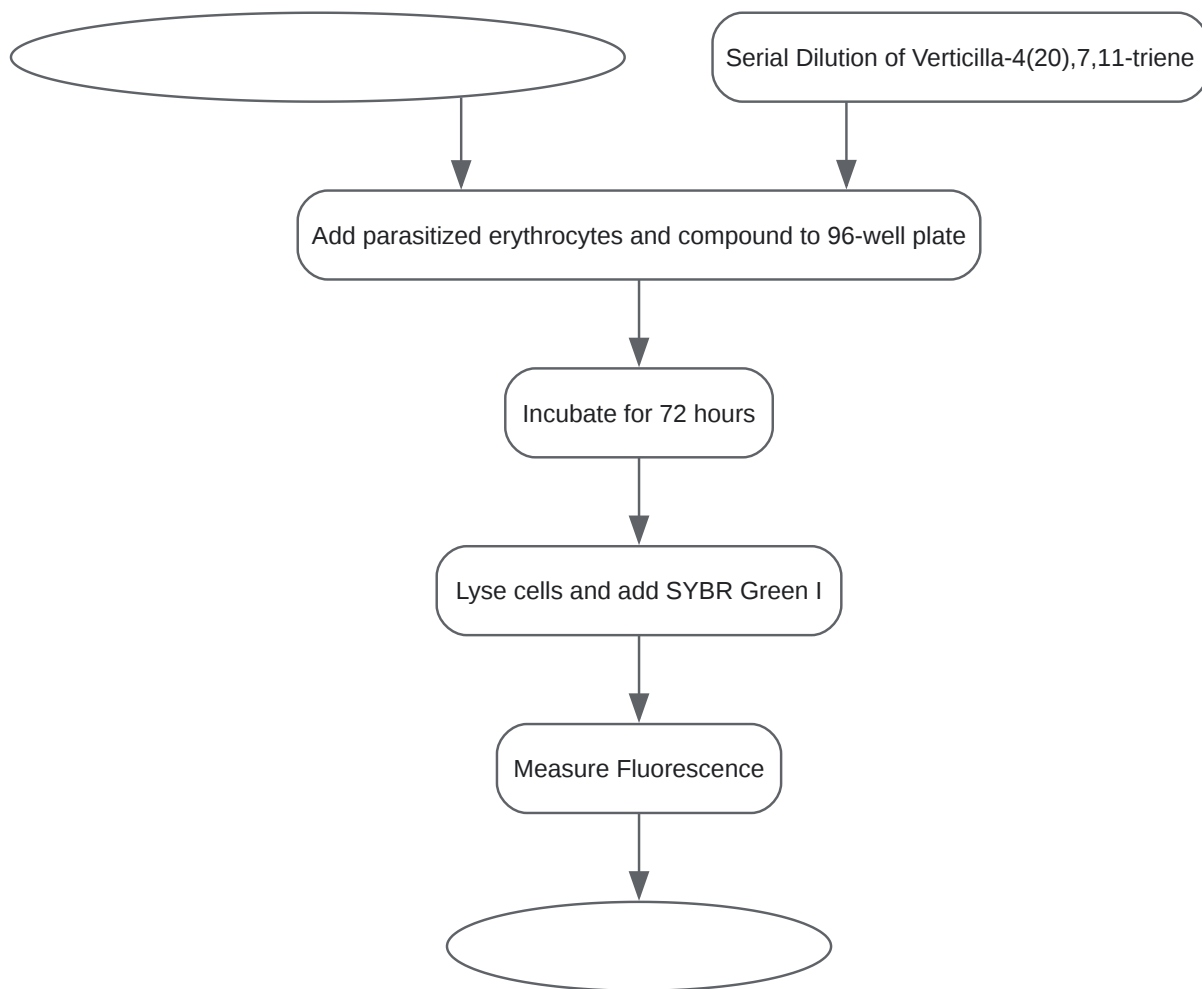 Serial Dilution of Verticilla-4(20),7,11-triene
Add parasitized erythrocytes and compound to 96-well plate
Incubate for 72 hours
Lyse cells and add SYBR Green I
Measure Fluorescence